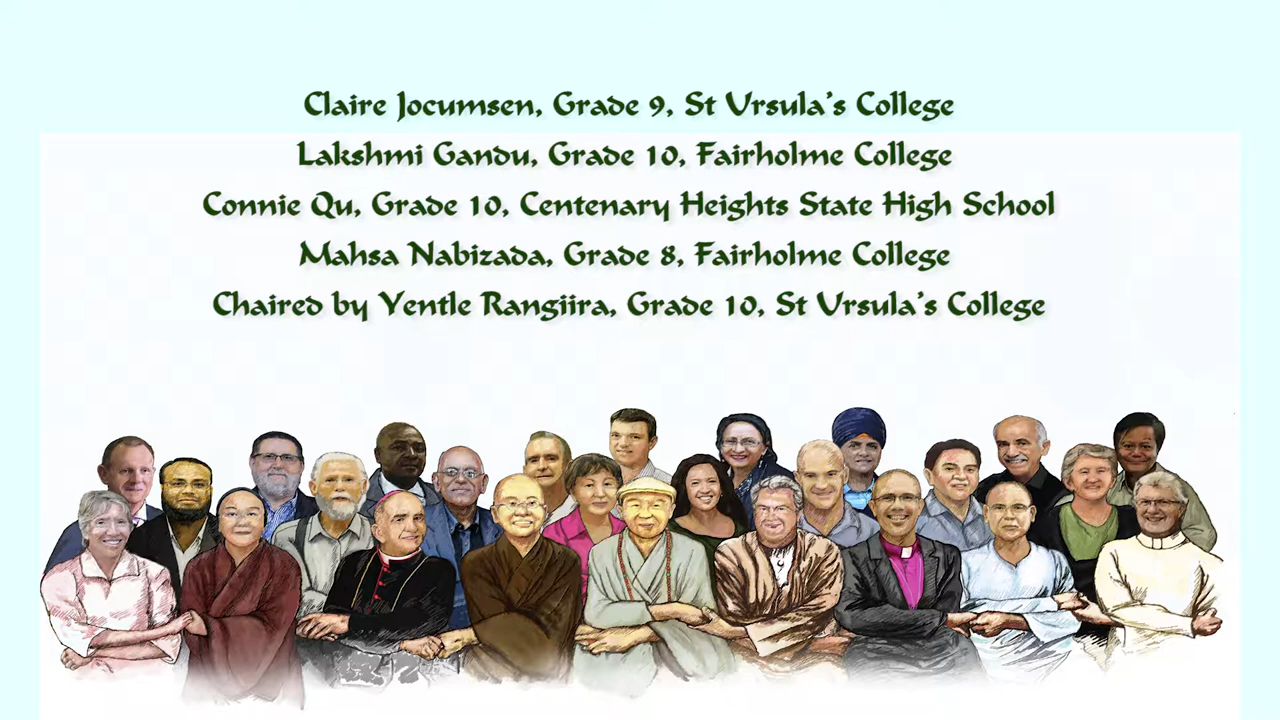 Claire Jocumsen, Grade 9, St Ursula's College
Lakshmi Gandu, Grade 10, Fairholme College
Connie Qu, Grade 10, Centenary Heights State High School
Mahsa Nabizada, Grade 8, Fairholme College
Chaired by Yentle Rangiira, Grade 10, St Ursula's College